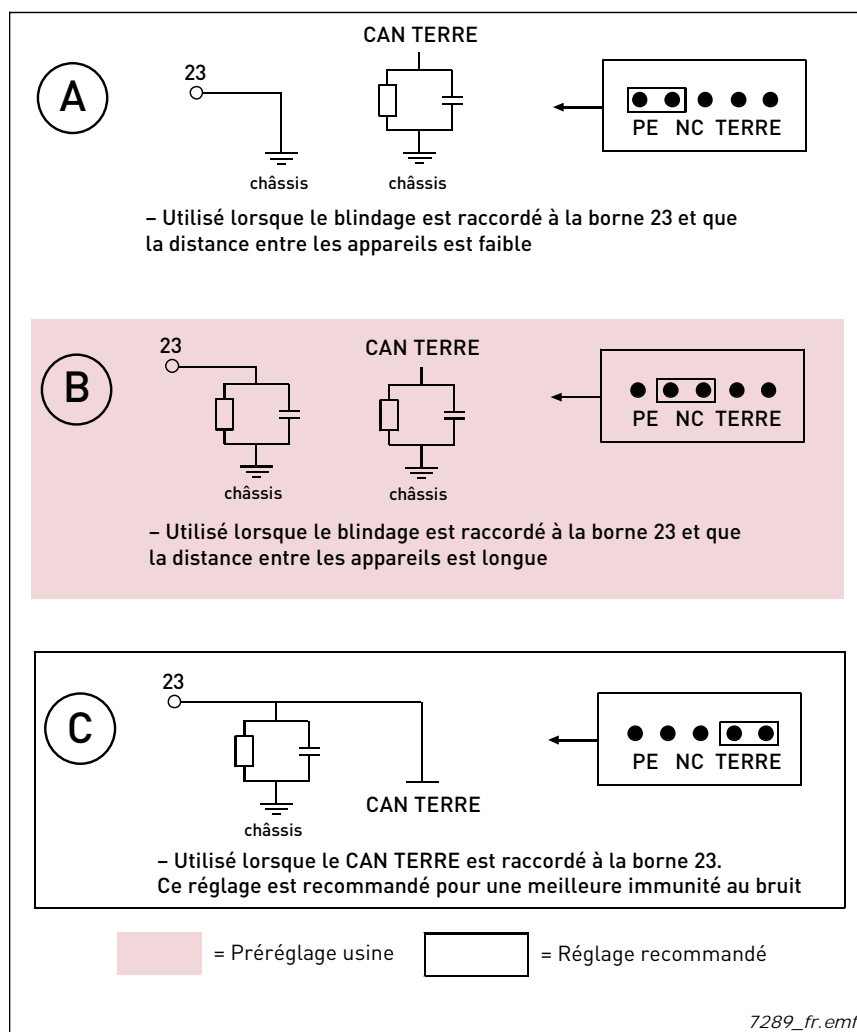 A
23
CAN TERRE
châssis
châssis
PE NC TERRE
– Utilisé lorsque le blindage est raccordé à la borne 23 et que
la distance entre les appareils est faible
B
23
CAN TERRE
châssis
châssis
PE NC TERRE
– Utilisé lorsque le blindage est raccordé à la borne 23 et que
la distance entre les appareils est longue
C
23
CAN TERRE
châssis
PE NC TERRE
– Utilisé lorsque le CAN TERRE est raccordé à la borne 23.
Ce réglage est recommandé pour une meilleure immunité au bruit
= Préréglage usine
= Réglage recommandé
7289_fr.emf